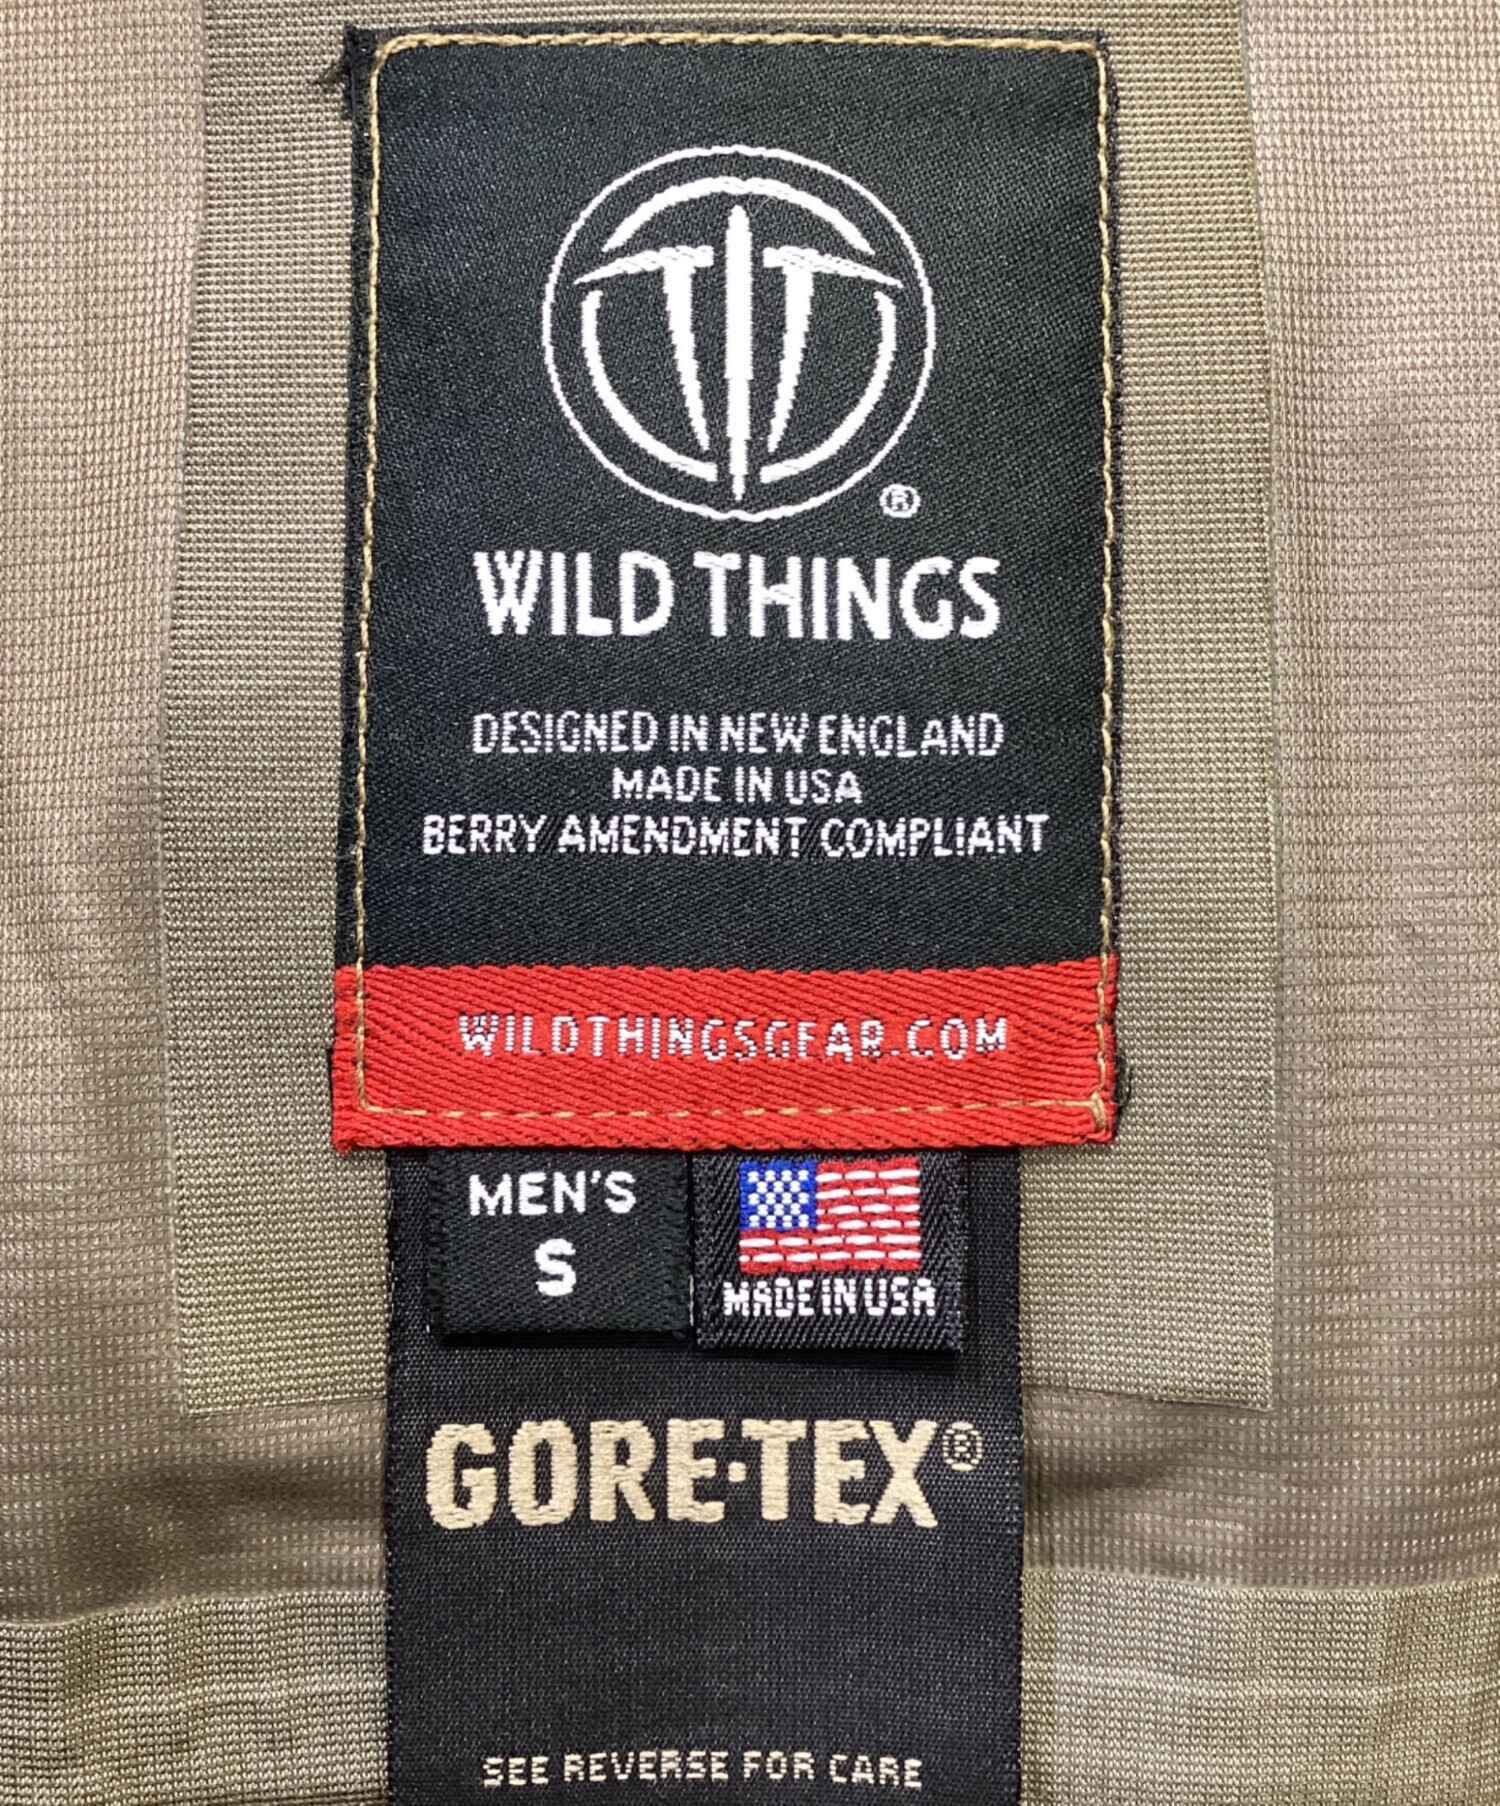 ®
WILD THINGS
DESIGNED IN NEW ENGLAND
MADE IN USA
BERRY AMENDMENT COMPLIANT
WILDTHINGSGEAR.COM
MEN'S
S
MADE IN USA
GORE-TEX®
SEE REVERSE FOR CARE